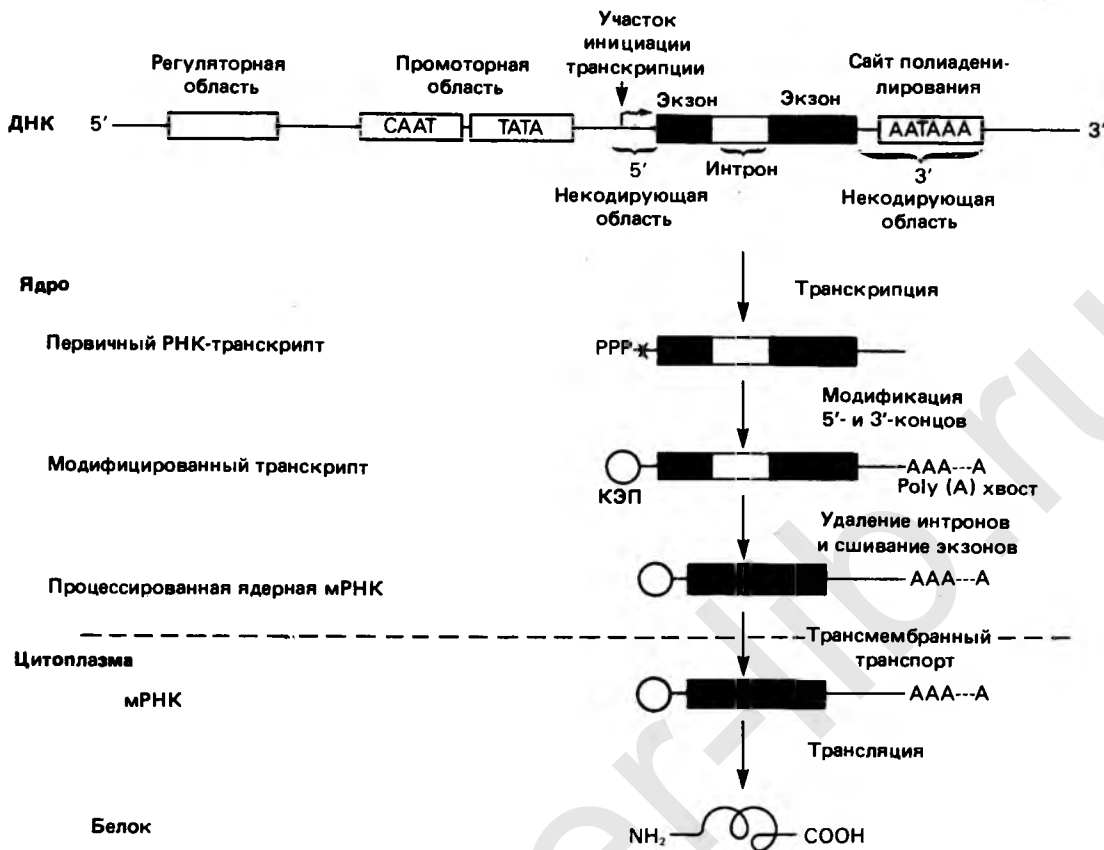 Участок
инициации
транскрипции
Регуляторная
область
Промоторная
область
Сайт полиадени-
лирования
Экзон
Экзон
ДНК 5′ CAAT TATA AATAAA 3′
5′
Некодирующая
область
Интрон
3′
Некодирующая
область
Ядро
Транскрипция
Первичный РНК-транскрипт
PPP
Модификация
5′- и 3′-концов
Модифицированный транскрипт
КЭП
AAA---A
Poly (A) хвост
Удаление интронов
и сшивание экзонов
Процессированная ядерная мРНК
AAA---A
Трансмембранный
транспорт
Цитоплазма
мРНК
AAA---A
Трансляция
Белок
NH₂ COOH